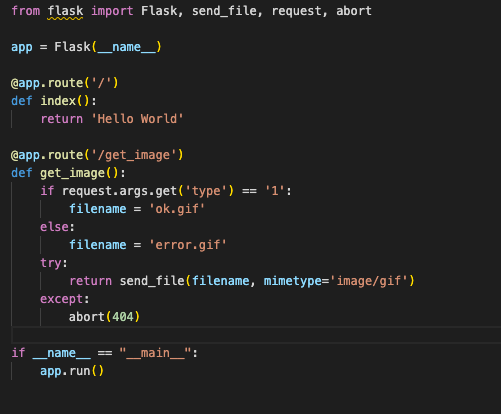 from flask import Flask, send_file, request, abort
app = Flask(__name__)
@app.route('/')
def index():
    return 'Hello World'
@app.route('/get_image')
def get_image():
    if request.args.get('type') == '1':
        filename = 'ok.gif'
    else:
        filename = 'error.gif'
    try:
        return send_file(filename, mimetype='image/gif')
    except:
        abort(404)
if __name__ == "__main__":
    app.run()